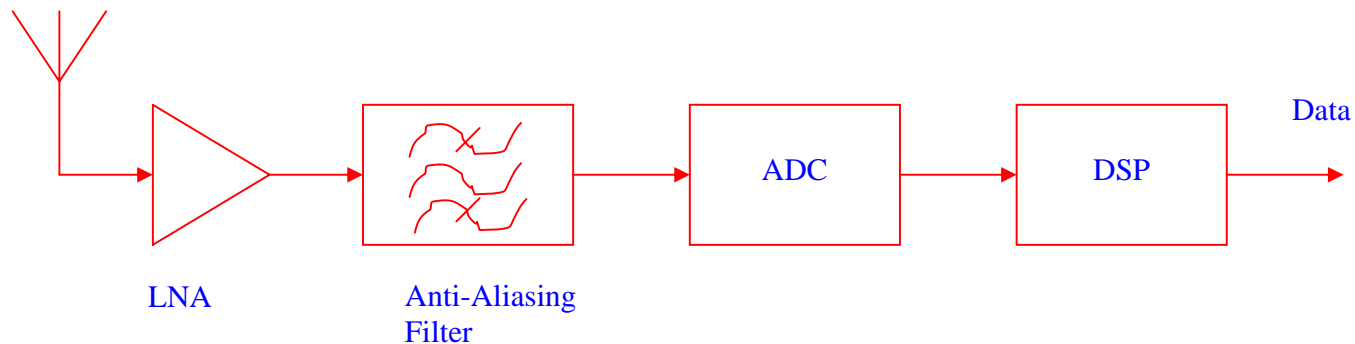 Data
ADC
DSP
LNA
Anti-Aliasing
Filter